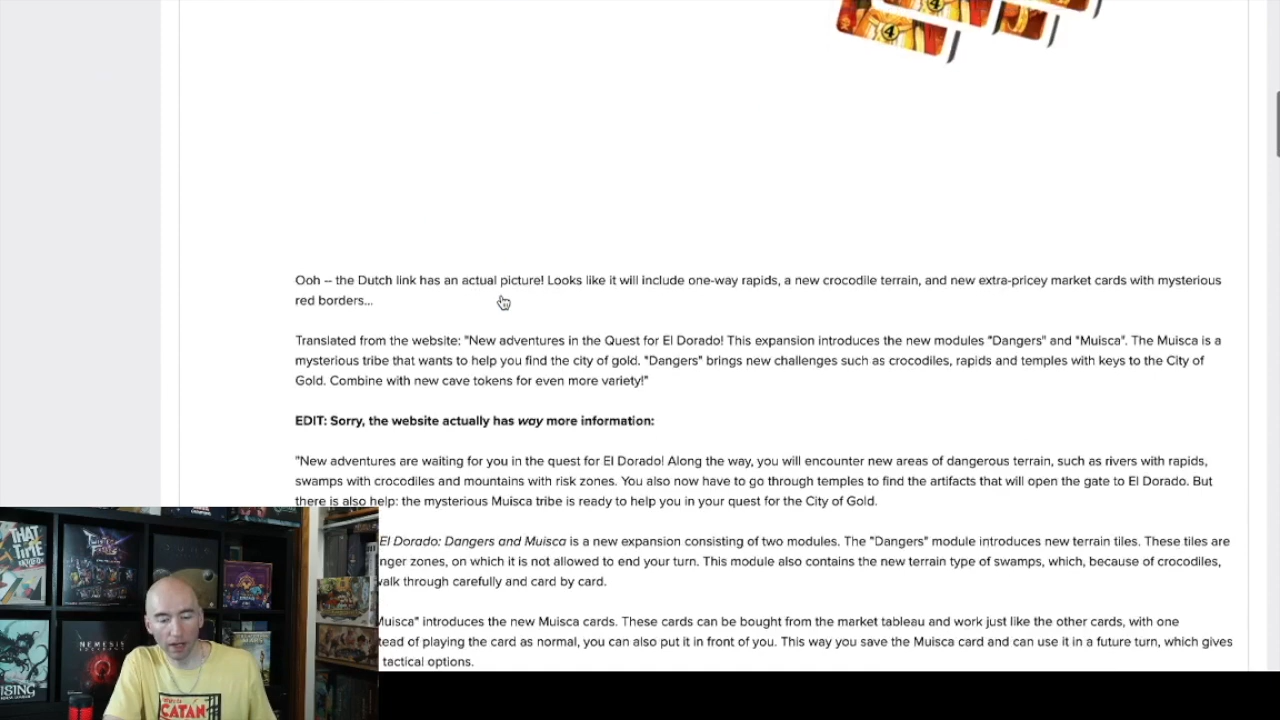 4
4
4
Ooh -- the Dutch link has an actual picture! Looks like it will include one-way rapids, a new crocodile terrain, and new extra-pricey market cards with mysterious
red borders...
Translated from the website: "New adventures in the Quest for El Dorado! This expansion introduces the new modules "Dangers" and "Muisca". The Muisca is a
mysterious tribe that wants to help you find the city of gold. "Dangers" brings new challenges such as crocodiles, rapids and temples with keys to the City of
Gold. Combine with new cave tokens for even more variety!"
EDIT: Sorry, the website actually has way more information:
"New adventures are waiting for you in the quest for El Dorado! Along the way, you will encounter new areas of dangerous terrain, such as rivers with rapids,
swamps with crocodiles and mountains with risk zones. You also now have to go through temples to find the artifacts that will open the gate to El Dorado. But
there is also help: the mysterious Muisca tribe is ready to help you in your quest for the City of Gold.
El Dorado: Dangers and Muisca is a new expansion consisting of two modules. The "Dangers" module introduces new terrain tiles. These tiles are
nger zones, on which it is not allowed to end your turn. This module also contains the new terrain type of swamps, which, because of crocodiles,
walk through carefully and card by card.
Muisca" introduces the new Muisca cards. These cards can be bought from the market tableau and work just like the other cards, with one
tead of playing the card as normal, you can also put it in front of you. This way you save the Muisca card and can use it in a future turn, which gives
tactical options.
THAT
TIME
NEMESIS
RISING
CATAN